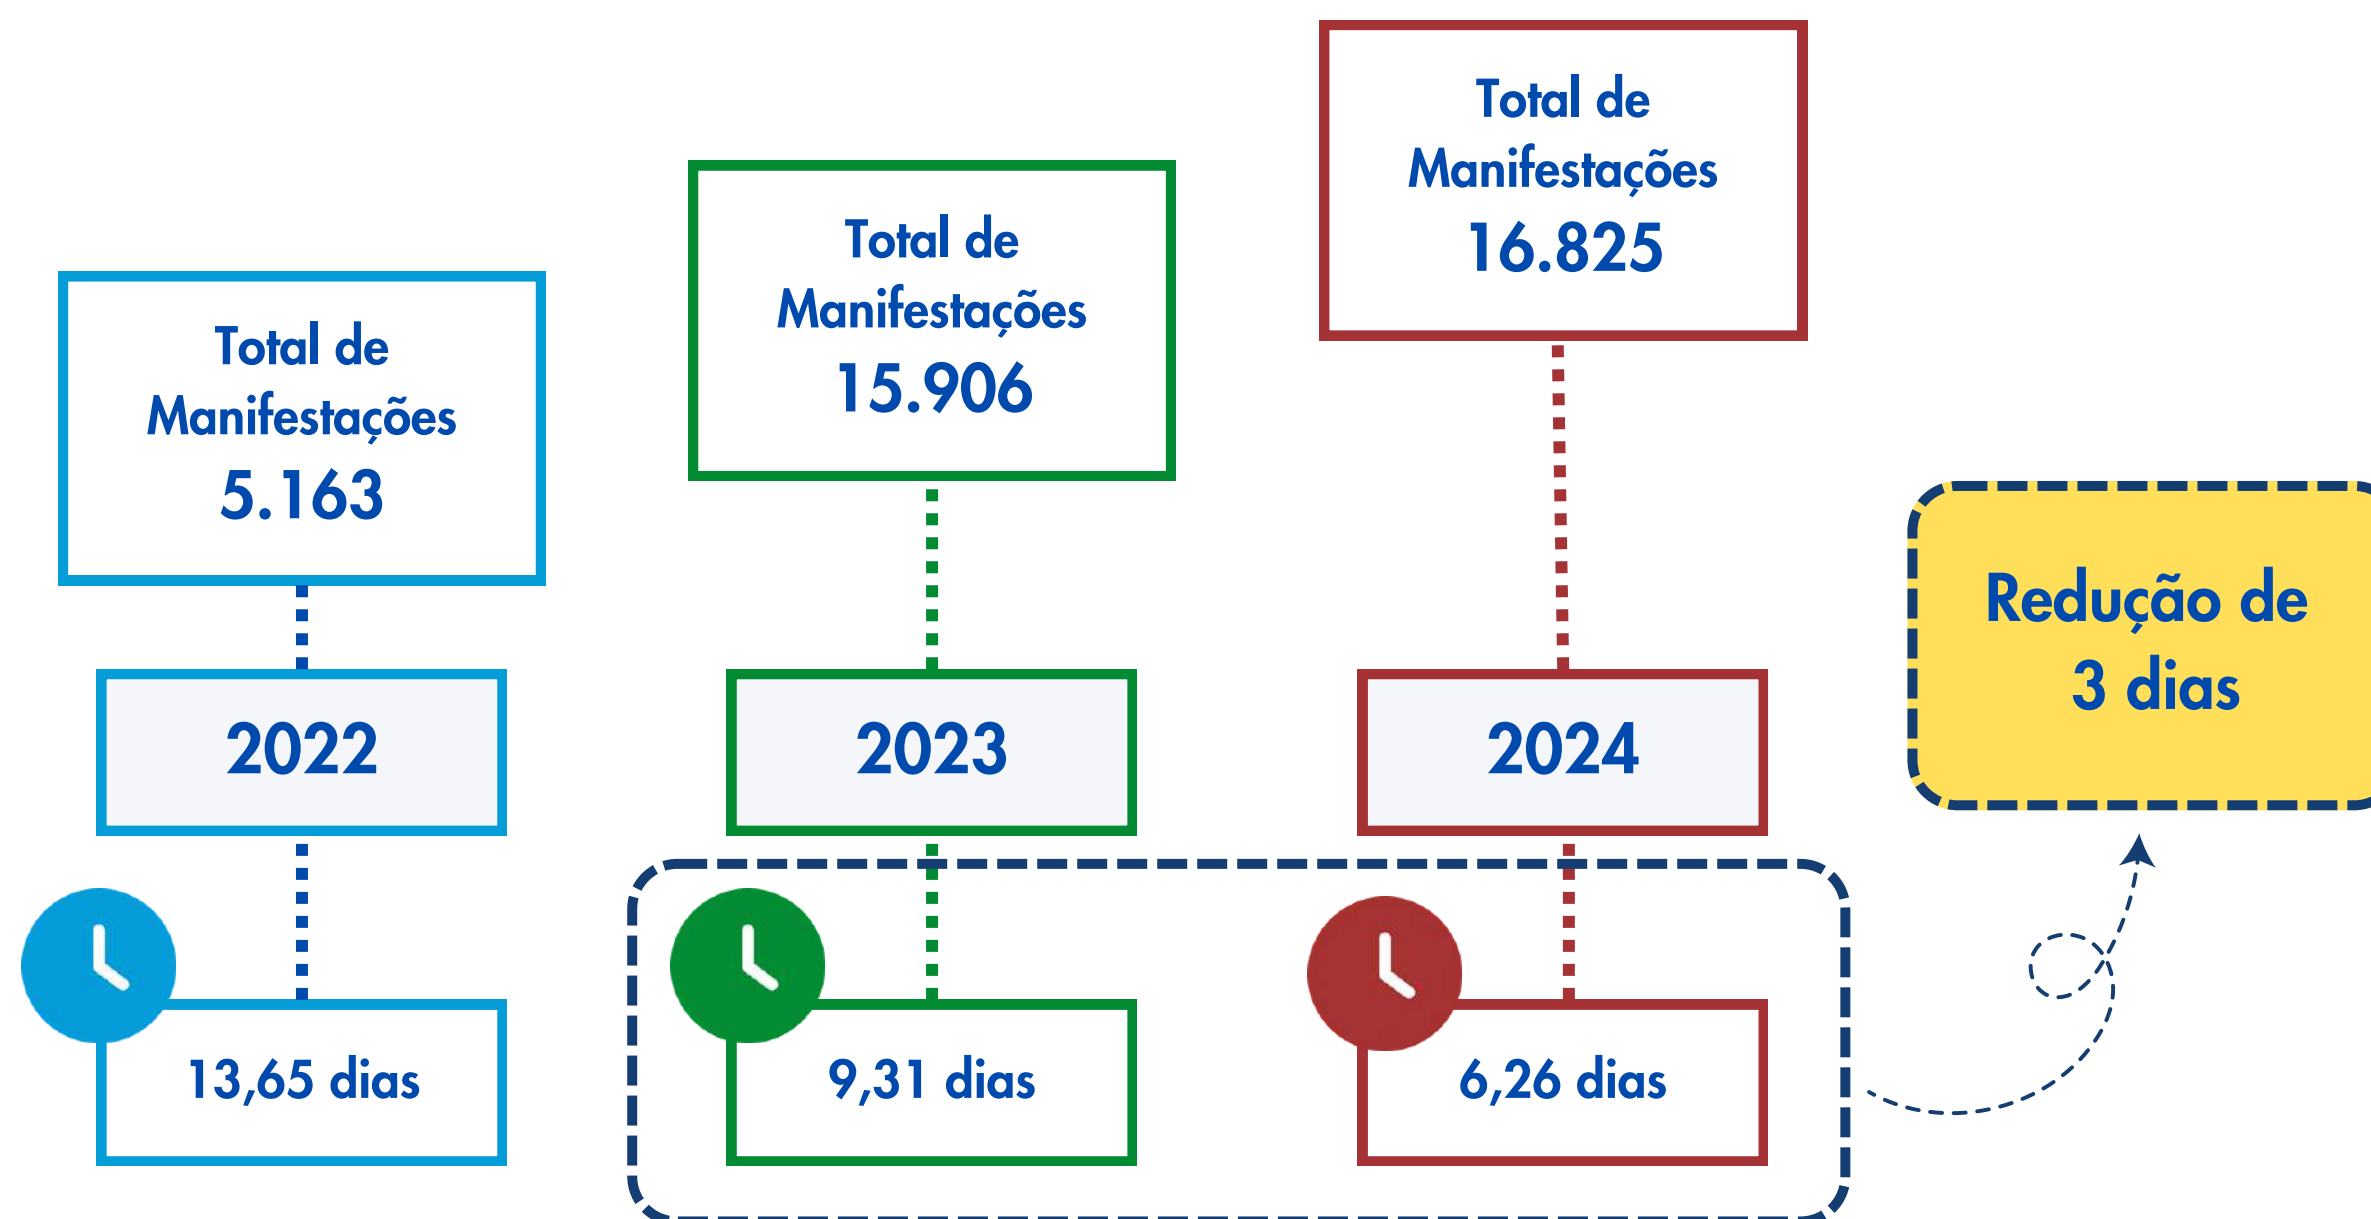 Total de
Manifestações
5.163
2022
13,65 dias
Total de
Manifestações
15.906
2023
9,31 dias
Total de
Manifestações
16.825
2024
6,26 dias
Redução de
3 dias